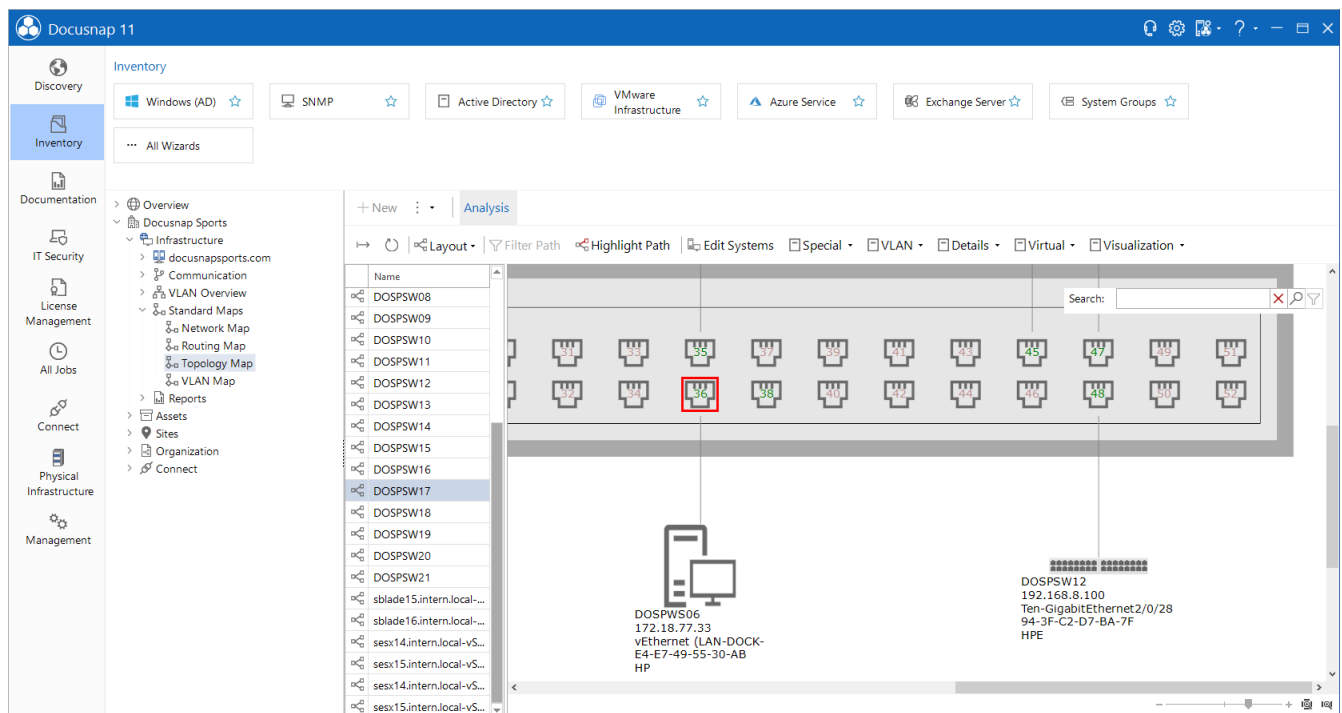 Docusnap 11
Discovery
Inventory
Documentation
IT Security
License
Management
All Jobs
Connect
Physical
Infrastructure
Management
Inventory
Windows (AD)
SNMP
Active Directory
VMware
Infrastructure
Azure Service
Exchange Server
System Groups
All Wizards
Overview
Docusnap Sports
Infrastructure
docusnapsports.com
Communication
VLAN Overview
Standard Maps
Network Map
Routing Map
Topology Map
VLAN Map
Reports
Assets
Sites
Organization
Connect
New Analysis
Layout Filter Path Highlight Path Edit Systems Special VLAN Details Virtual Visualization
Name
DOSPSW08
DOSPSW09
DOSPSW10
DOSPSW11
DOSPSW12
DOSPSW13
DOSPSW14
DOSPSW15
DOSPSW16
DOSPSW17
DOSPSW18
DOSPSW19
DOSPSW20
DOSPSW21
sblade15.intern.local-...
sblade16.intern.local-...
sesx14.intern.local-vS...
sesx15.intern.local-vS...
sesx14.intern.local-vS...
sesx15.intern.local-vS...
Search:
31 33 35 37 39 41 43 45 47 49 51
32 34 36 38 40 42 44 46 48 50 52
DOSPWS06
172.18.77.33
vEthernet (LAN-DOCK-
E4-E7-49-55-30-AB
HP
DOSPSW12
192.168.8.100
Ten-GigabitEthernet2/0/28
94-3F-C2-D7-BA-7F
HPE